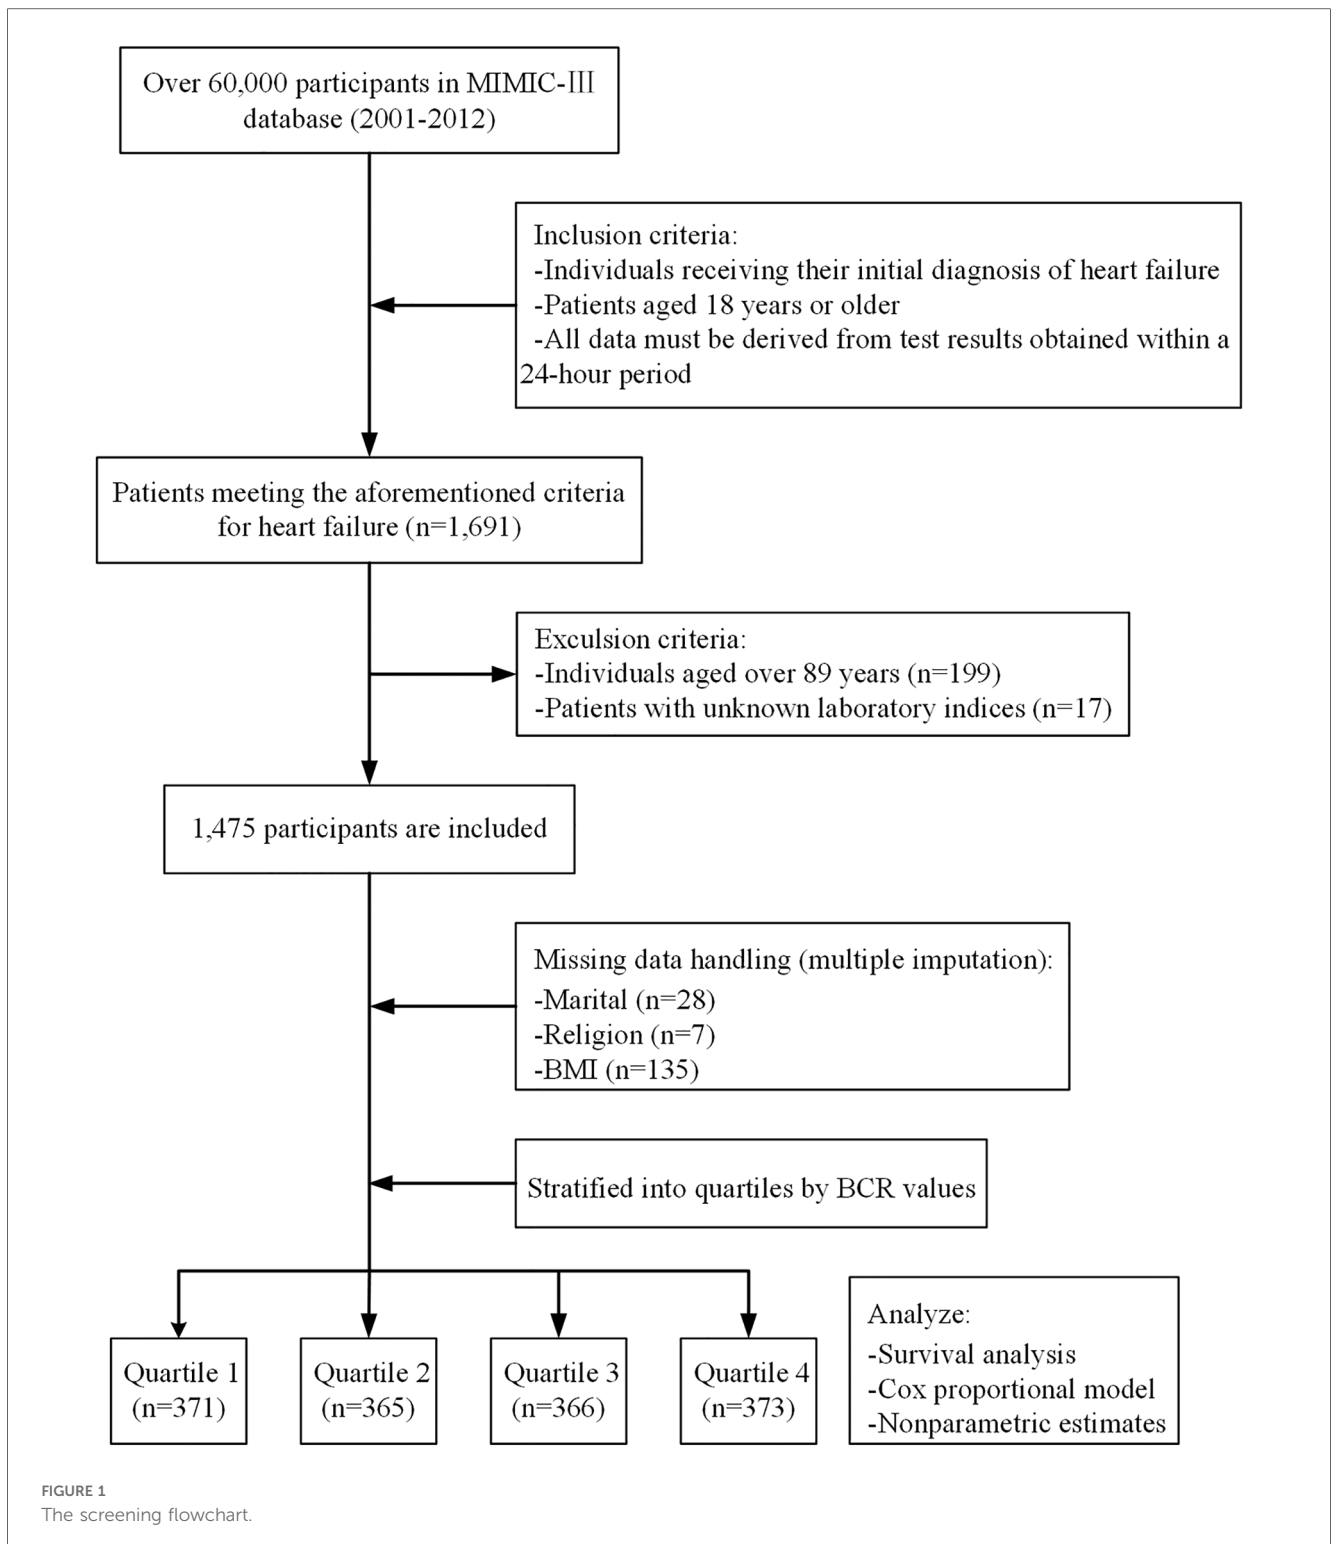 Over 60,000 participants in MIMIC-III
database (2001-2012)
Inclusion criteria:
-Individuals receiving their initial diagnosis of heart failure
-Patients aged 18 years or older
-All data must be derived from test results obtained within a
24-hour period
Patients meeting the aforementioned criteria
for heart failure (n=1,691)
Exculsion criteria:
-Individuals aged over 89 years (n=199)
-Patients with unknown laboratory indices (n=17)
1,475 participants are included
Missing data handling (multiple imputation):
-Marital (n=28)
-Religion (n=7)
-BMI (n=135)
Stratified into quartiles by BCR values
Quartile 1
(n=371)
Quartile 2
(n=365)
Quartile 3
(n=366)
Quartile 4
(n=373)
Analyze:
-Survival analysis
-Cox proportional model
-Nonparametric estimates
FIGURE 1
The screening flowchart.